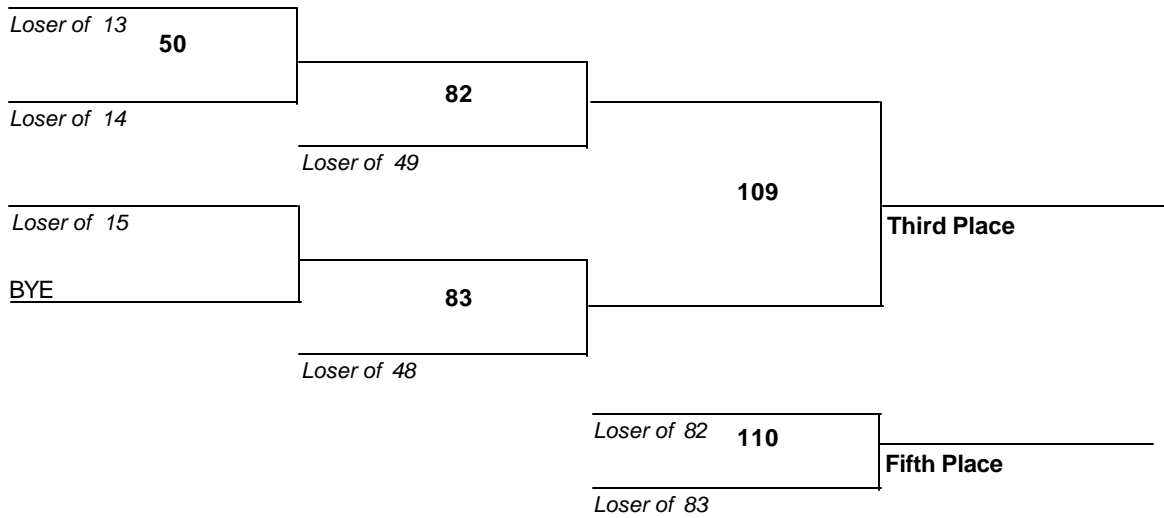 Loser of 13
50
Loser of 14
82
Loser of 49
109
Loser of 15
Third Place
BYE
83
Loser of 48
Loser of 82
110
Fifth Place
Loser of 83